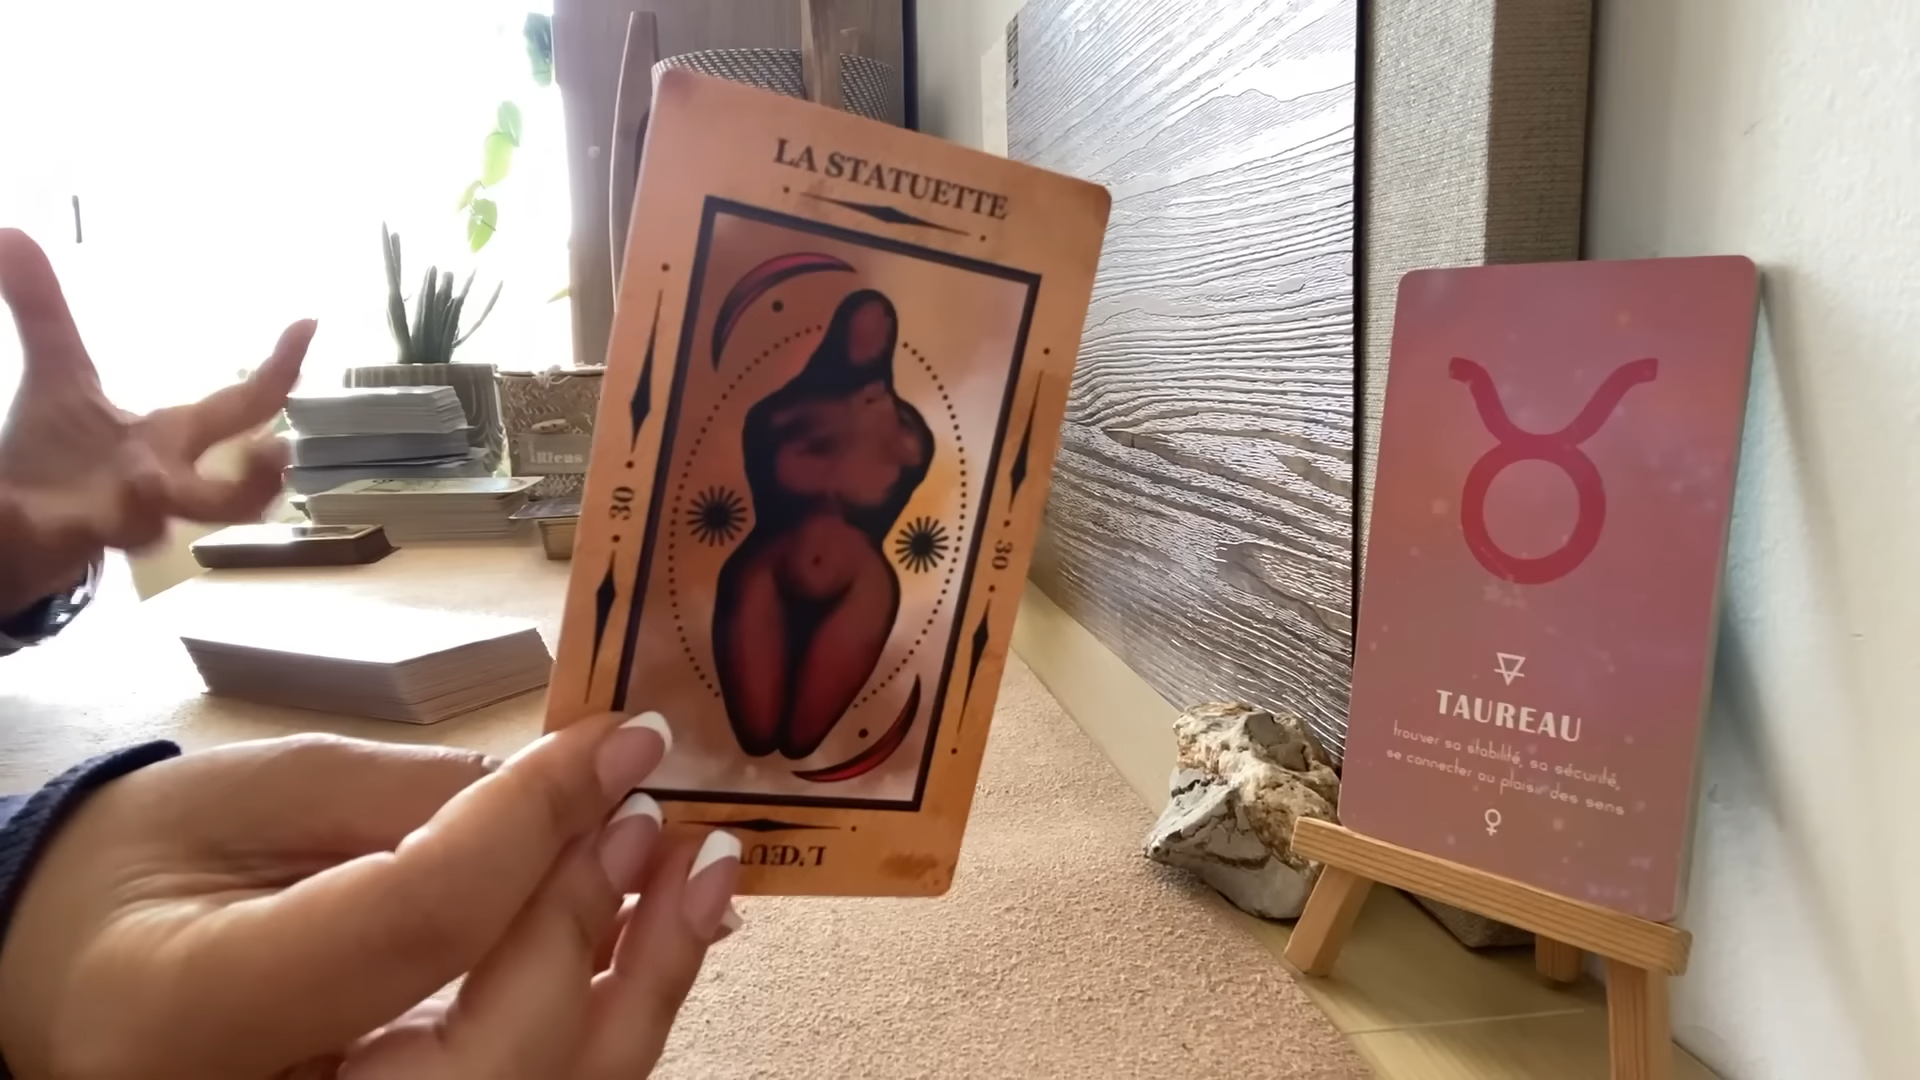 LA STATUETTE
30
30
TAUREAU
trouver sa stabilité, sa sécurité,
se connecter au plaisir des sens